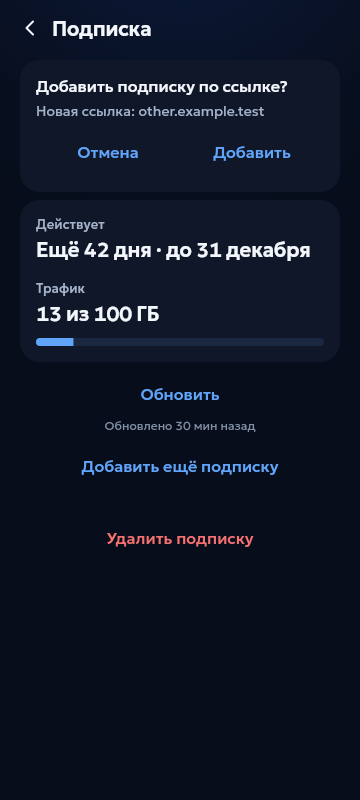 Подписка
Добавить подписку по ссылке?
Новая ссылка: other.example.test
Отмена
Добавить
Действует
Ещё 42 дня · до 31 декабря
Трафик
13 из 100 ГБ
Обновить
Обновлено 30 мин назад
Добавить ещё подписку
Удалить подписку